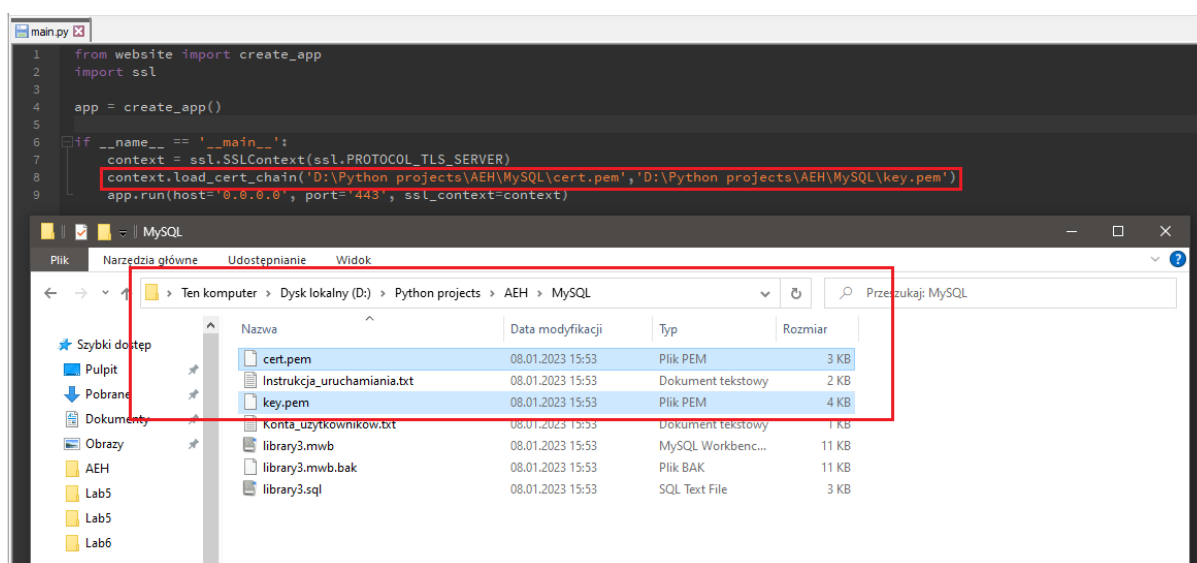 main.py
1 from website import create_app
2 import ssl
3
4 app = create_app()
5
6 if __name__ == '__main__':
7 context = ssl.SSLContext(ssl.PROTOCOL_TLS_SERVER)
8 context.load_cert_chain('D:\Python projects\AEH\MySQL\cert.pem','D:\Python projects\AEH\MySQL\key.pem')
9 app.run(host='0.0.0.0', port='443', ssl_context=context)
MySQL
Plik Narzędzia główne Udostępnianie Widok
Ten komputer > Dysk lokalny (D:) > Python projects > AEH > MySQL Przeszukaj: MySQL
Nazwa Data modyfikacji Typ Rozmiar
Szybki dostęp
cert.pem 08.01.2023 15:53 Plik PEM 3 KB
Pulpit
Instrukcja_uruchamiania.txt 08.01.2023 15:53 Dokument tekstowy 2 KB
Pobrane
key.pem 08.01.2023 15:53 Plik PEM 4 KB
Dokumenty
Konta_uzytkownikow.txt 08.01.2023 15:53 Dokument tekstowy 1 KB
Obrazy
library3.mwb 08.01.2023 15:53 MySQL Workbenc... 11 KB
AEH
library3.mwb.bak 08.01.2023 15:53 Plik BAK 11 KB
Lab5
library3.sql 08.01.2023 15:53 SQL Text File 3 KB
Lab5
Lab6